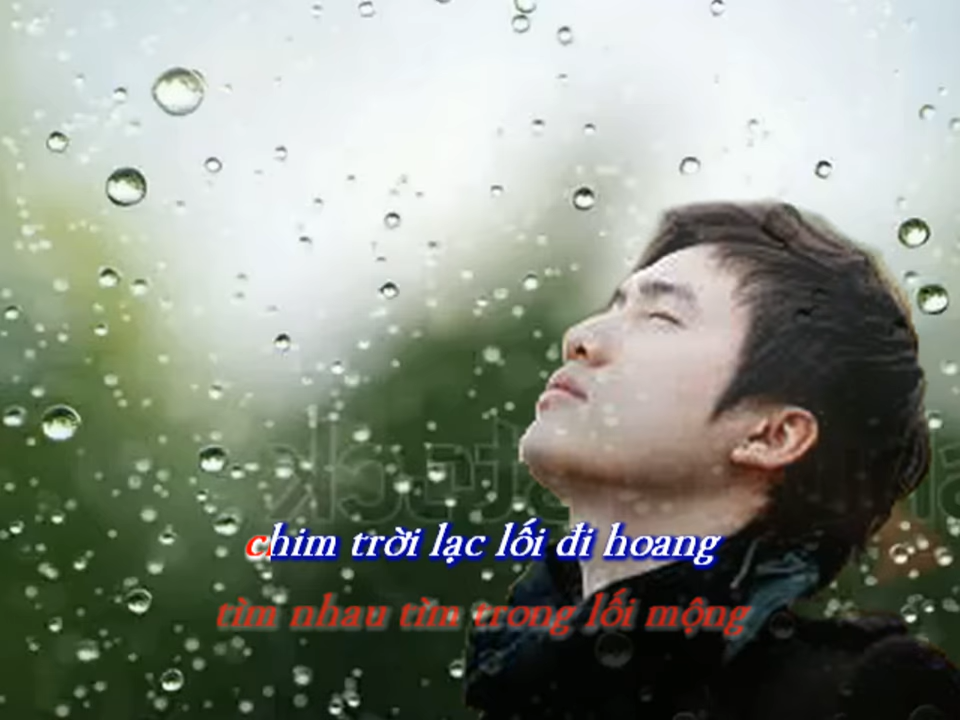 chim trời lạc lối đi hoang
tìm nhau tìm trong lối mộng